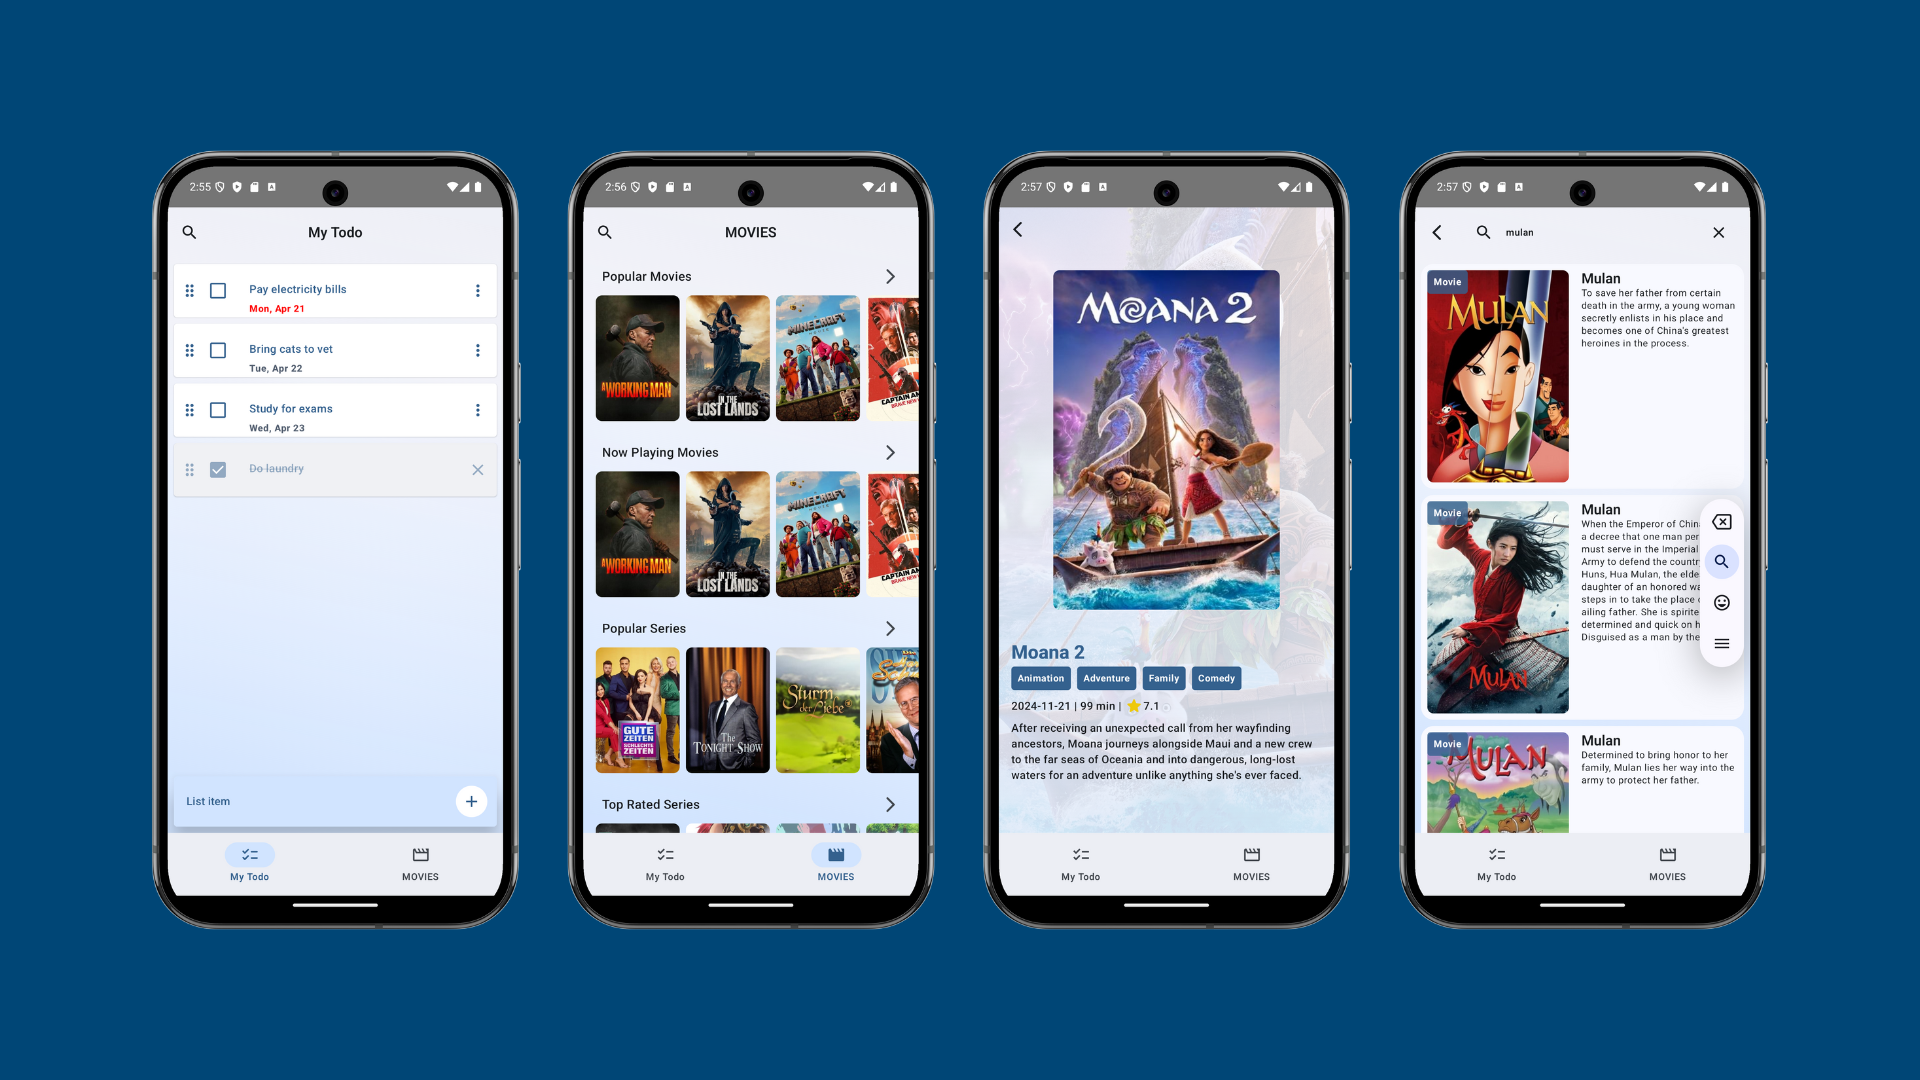 2:55
My Todo
Pay electricity bills
Mon, Apr 21
Bring cats to vet
Tue, Apr 22
Study for exams
Wed, Apr 23
Do laundry
List item
My Todo
MOVIES
2:56
MOVIES
Popular Movies
A WORKING MAN
IN THE
LOST LANDS
MINECRAFT
CAPTAIN AM
BRAVE NEW
Now Playing Movies
A WORKING MAN
IN THE
LOST LANDS
MINECRAFT
CAPTAIN AM
BRAVE NEW
Popular Series
GUTE
ZEITEN
SCHLECHTE
ZEITEN
The
TONIGHT SHOW
Sturm
der Liebe
Top Rated Series
My Todo
MOVIES
2:57
MOANA 2
Moana 2
Animation
Adventure
Family
Comedy
2024-11-21 | 99 min | 7.1
After receiving an unexpected call from her wayfinding
ancestors, Moana journeys alongside Maui and a new crew
to the far seas of Oceania and into dangerous, long-lost
waters for an adventure unlike anything she's ever faced.
My Todo
MOVIES
2:57
mulan
Movie
MULAN
Mulan
To save her father from certain
death in the army, a young woman
secretly enlists in his place and
becomes one of China's greatest
heroines in the process.
Movie
MULAN
Mulan
When the Emperor of Chin
a decree that one man per
must serve in the Imperial
Army to defend the countr
Huns, Hua Mulan, the elde
daughter of an honored wa
steps in to take the place
ailing father. She is spirite
determined and quick on h
Disguised as a man by the
Movie
MULAN
Mulan
Determined to bring honor to her
family, Mulan lies her way into the
army to protect her father.
My Todo
MOVIES